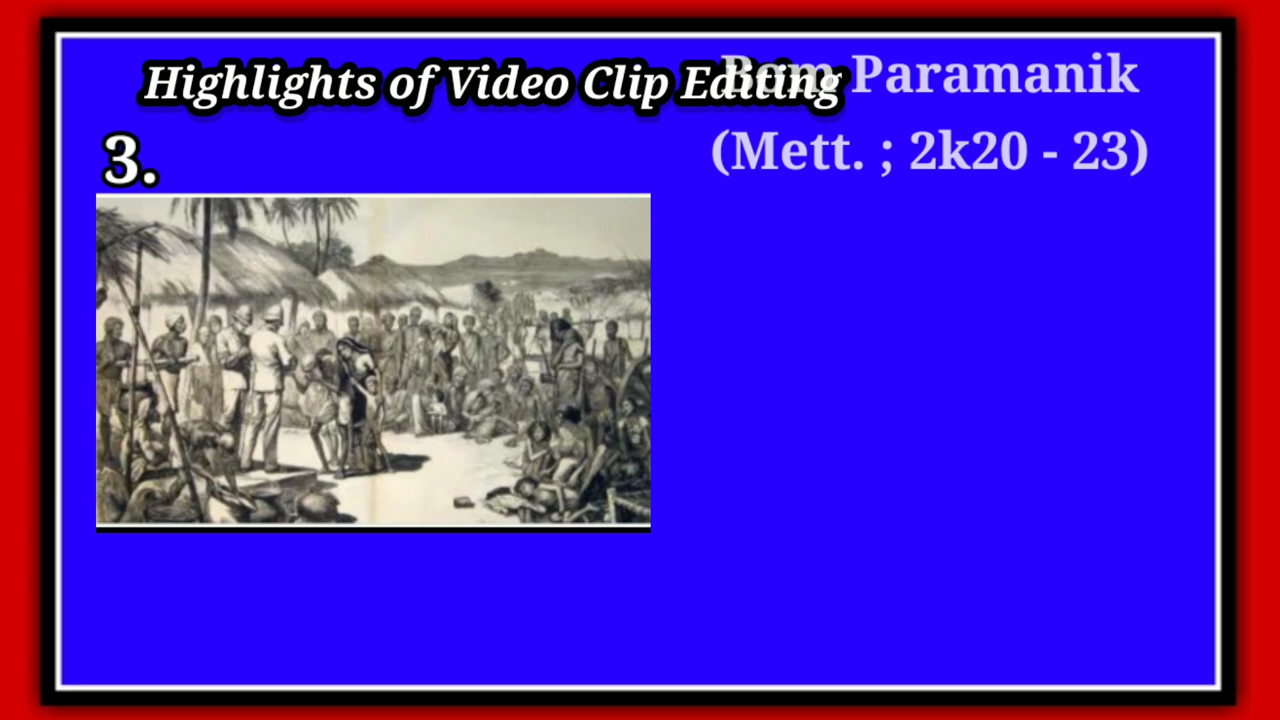 Highlights of Video Clip Editing
Paramanik
(Mett. ; 2k20 - 23)
3.